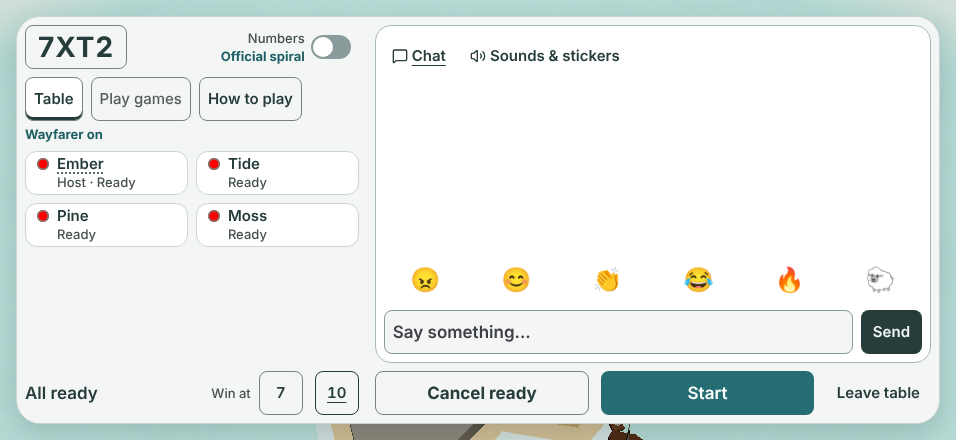 7XT2
Numbers
Official spiral
Table
Play games
How to play
Wayfarer on
Ember
Host · Ready
Tide
Ready
Pine
Ready
Moss
Ready
All ready
Win at
7
10
Chat
Sounds & stickers
Say something...
Send
Cancel ready
Start
Leave table